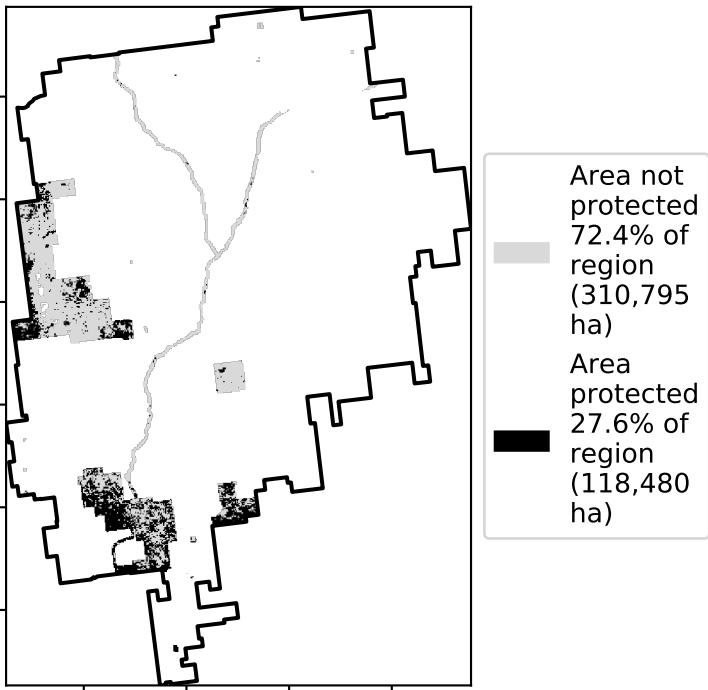 Area not
protected
72.4% of
region
(310,795
ha)
Area
protected
27.6% of
region
(118,480
ha)